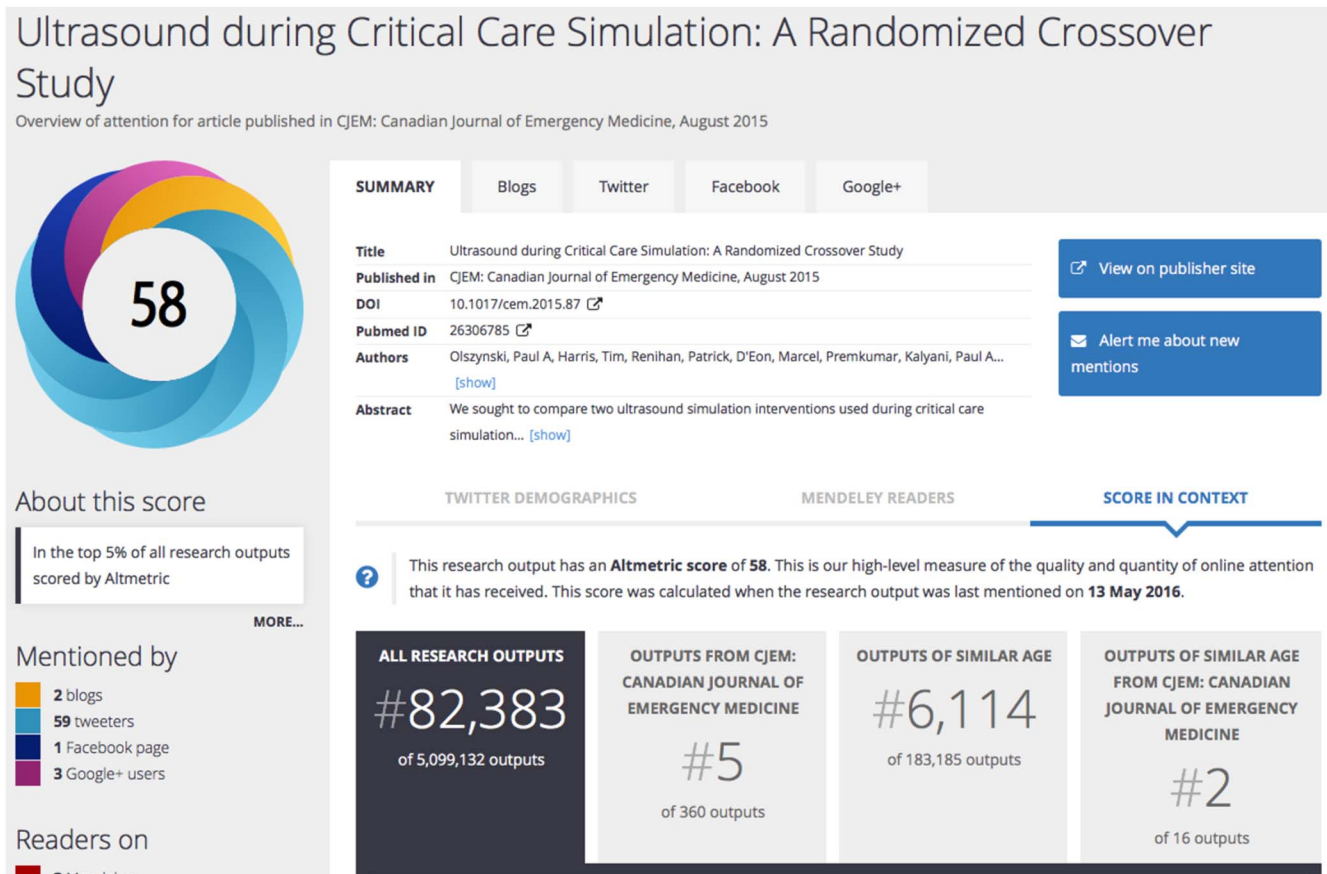 Ultrasound during Critical Care Simulation: A Randomized Crossover
Study
Overview of attention for article published in CJEM: Canadian Journal of Emergency Medicine, August 2015
58
About this score
In the top 5% of all research outputs
scored by Altmetric
MORE...
Mentioned by
2 blogs
59 tweeters
1 Facebook page
3 Google+ users
Readers on
SUMMARY
Blogs
Twitter
Facebook
Google+
Title Ultrasound during Critical Care Simulation: A Randomized Crossover Study
Published in CJEM: Canadian Journal of Emergency Medicine, August 2015
DOI 10.1017/cem.2015.87
Pubmed ID 26306785
Authors Olszynski, Paul A, Harris, Tim, Renihan, Patrick, D'Eon, Marcel, Premkumar, Kalyani, Paul A...
[show]
Abstract We sought to compare two ultrasound simulation interventions used during critical care
simulation... [show]
View on publisher site
Alert me about new
mentions
TWITTER DEMOGRAPHICS
MENDELEY READERS
SCORE IN CONTEXT
?
This research output has an Altmetric score of 58. This is our high-level measure of the quality and quantity of online attention
that it has received. This score was calculated when the research output was last mentioned on 13 May 2016.
ALL RESEARCH OUTPUTS
#82,383
of 5,099,132 outputs
OUTPUTS FROM CJEM:
CANADIAN JOURNAL OF
EMERGENCY MEDICINE
#5
of 360 outputs
OUTPUTS OF SIMILAR AGE
#6,114
of 183,185 outputs
OUTPUTS OF SIMILAR AGE
FROM CJEM: CANADIAN
JOURNAL OF EMERGENCY
MEDICINE
#2
of 16 outputs